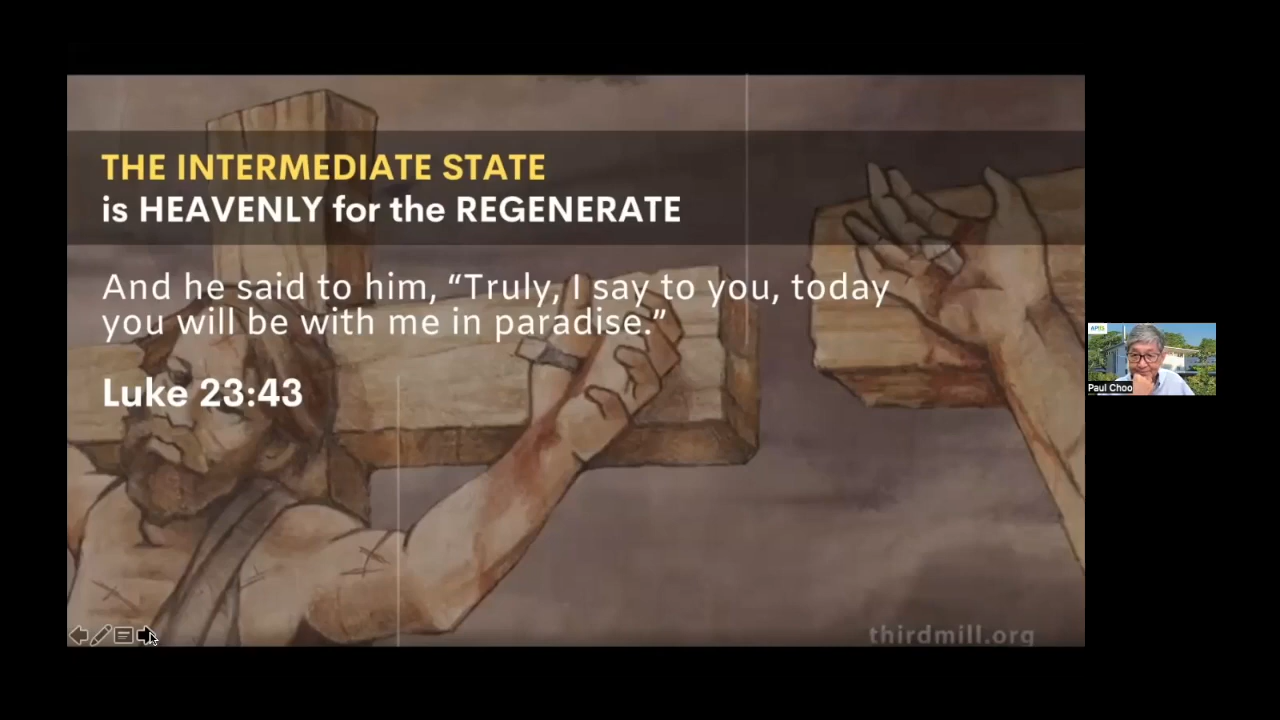 THE INTERMEDIATE STATE
is HEAVENLY for the REGENERATE
And he said to him, “Truly, I say to you, today
you will be with me in paradise.”
Luke 23:43
Paul Choo
thirdmill.org